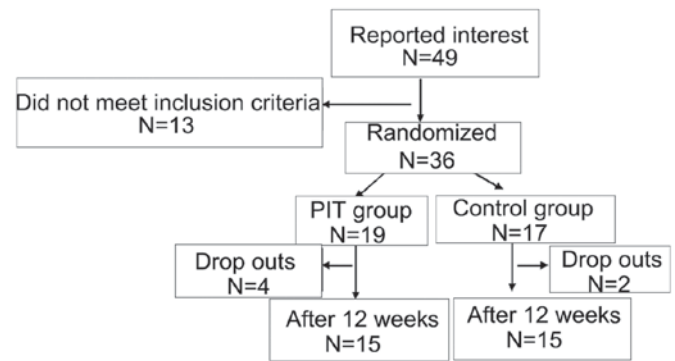 Reported interest
N=49
Did not meet inclusion criteria
N=13
Randomized
N=36
PIT group
N=19
Control group
N=17
Drop outs
N=4
Drop outs
N=2
After 12 weeks
N=15
After 12 weeks
N=15